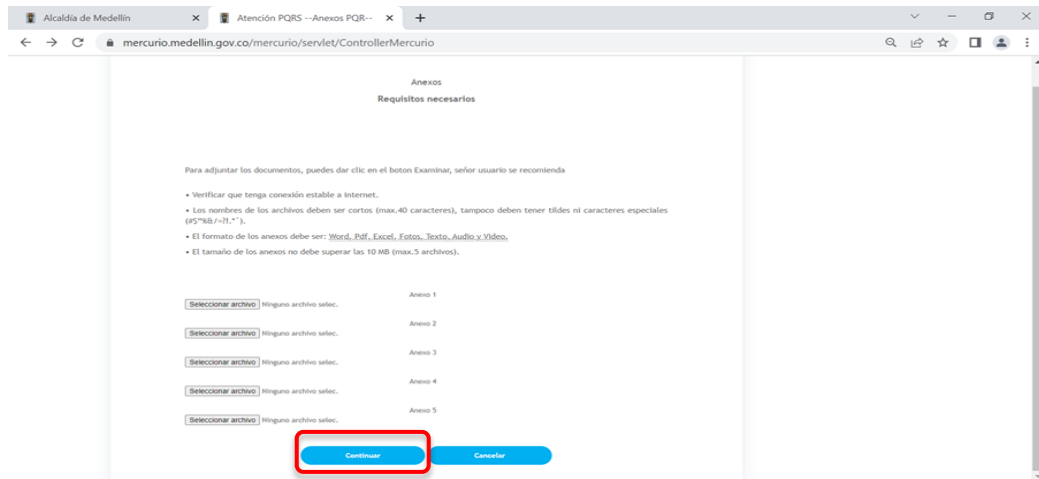 Alcaldía de Medellín
Atención PQRS --Anexos PQR--
mercurio.medellin.gov.co/mercurio/servlet/ControllerMercurio
Anexos
Requisitos necesarios
Para adjuntar los documentos, puedes dar clic en el boton Examinar, señor usuario se recomienda
• Verificar que tenga conexión estable a Internet.
• Los nombres de los archivos deben ser cortos (max.40 caracteres), tampoco deben tener tildes ni caracteres especiales
• El formato de los anexos debe ser: Word, Pdf, Excel, Fotos, Texto, Audio y Video.
• El tamaño de los anexos no debe superar las 10 MB (max.5 archivos).
Anexo 1
Seleccionar archivo Ninguno archivo selec.
Anexo 2
Seleccionar archivo Ninguno archivo selec.
Anexo 3
Seleccionar archivo Ninguno archivo selec.
Anexo 4
Seleccionar archivo Ninguno archivo selec.
Anexo 5
Seleccionar archivo Ninguno archivo selec.
Continuar Cancelar